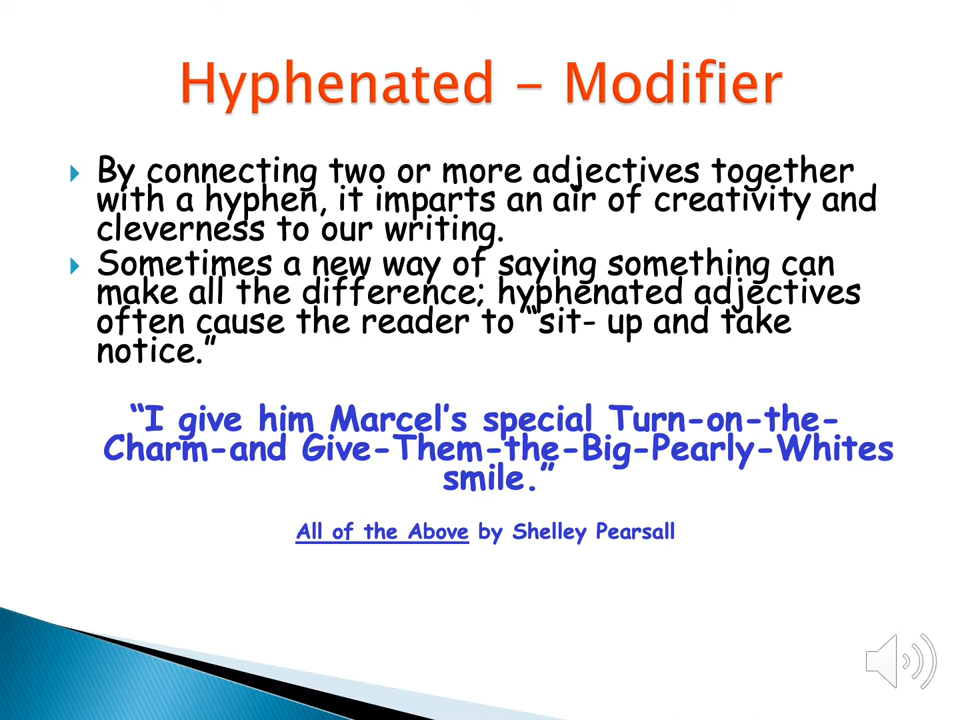 Hyphenated - Modifier
By connecting two or more adjectives together
with a hyphen, it imparts an air of creativity and
cleverness to our writing.
Sometimes a new way of saying something can
make all the difference; hyphenated adjectives
often cause the reader to “sit- up and take
notice.”
“I give him Marcel’s special Turn-on-the-
Charm-and Give-Them-the-Big-Pearly-Whites
smile.”
All of the Above by Shelley Pearsall